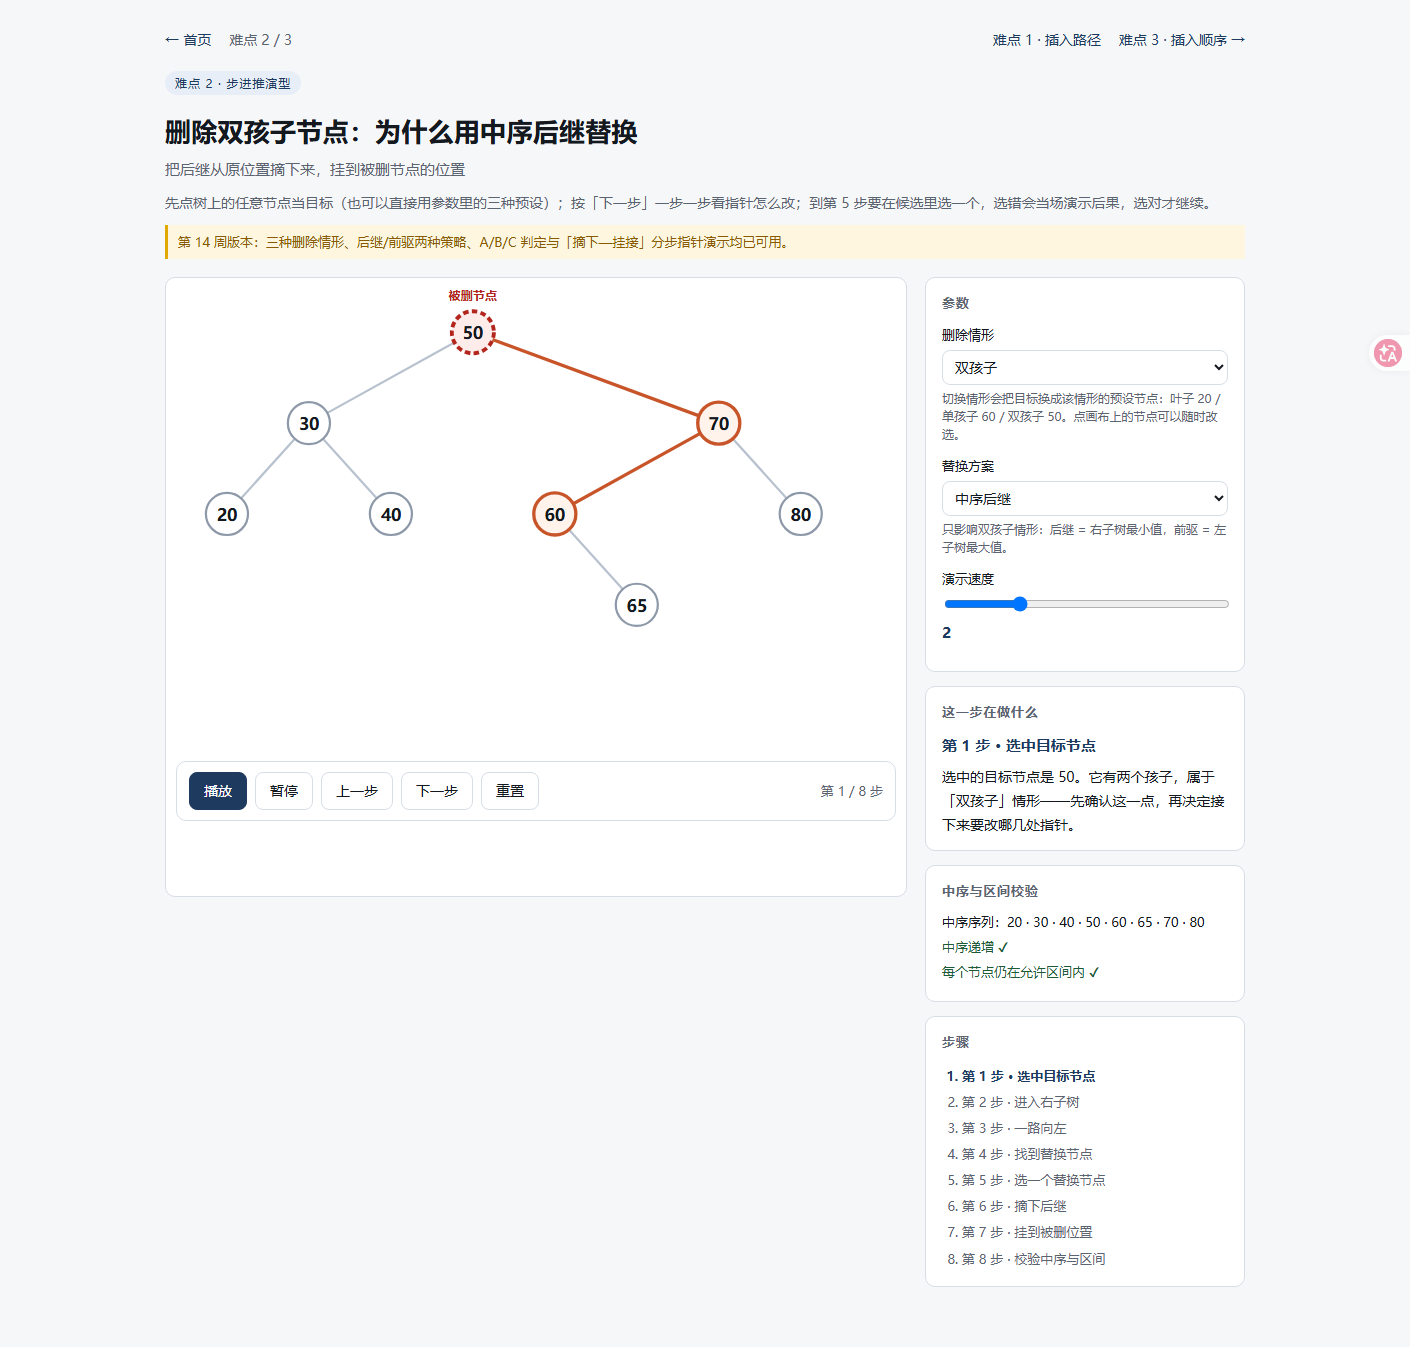 ← 首页 难点 2 / 3
难点 1 · 插入路径 难点 3 · 插入顺序 →
难点 2 · 步进推演型
删除双孩子节点：为什么用中序后继替换
把后继从原位置摘下来，挂到被删节点的位置
先点树上的任意节点当目标（也可以直接用参数里的三种预设）；按「下一步」一步一步看指针怎么改；到第 5 步要在候选里选一个，选错会当场演示后果，选对才继续。
第 14 周版本：三种删除情形、后继/前驱两种策略、A/B/C 判定与「摘下—挂接」分步指针演示均已可用。
被删节点
50
30
70
20
40
60
80
65
播放
暂停
上一步
下一步
重置
第 1 / 8 步
参数
删除情形
双孩子
切换情形会把目标换成该情形的预设节点：叶子 20 /
单孩子 60 / 双孩子 50。点画布上的节点可以随时改
选。
替换方案
中序后继
只影响双孩子情形：后继 = 右子树最小值，前驱 = 左
子树最大值。
演示速度
2
这一步在做什么
第 1 步 · 选中目标节点
选中的目标节点是 50。它有两个孩子，属于
「双孩子」情形——先确认这一点，再决定接
下来要改哪几处指针。
中序与区间校验
中序序列：20 · 30 · 40 · 50 · 60 · 65 · 70 · 80
中序递增 ✓
每个节点仍在允许区间内 ✓
步骤
1. 第 1 步 · 选中目标节点
2. 第 2 步 · 进入右子树
3. 第 3 步 · 一路向左
4. 第 4 步 · 找到替换节点
5. 第 5 步 · 选一个替换节点
6. 第 6 步 · 摘下后继
7. 第 7 步 · 挂到被删位置
8. 第 8 步 · 校验中序与区间